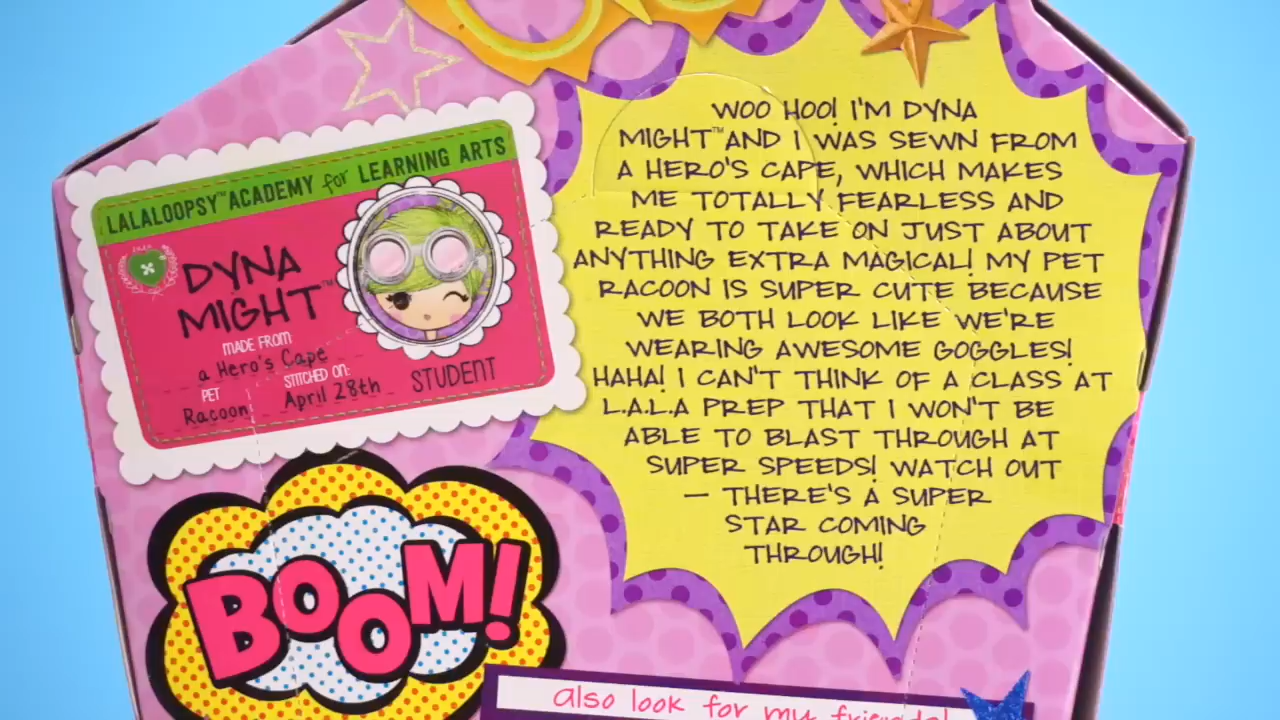 LALALOOPSY™ ACADEMY for LEARNING ARTS
DYNA
MIGHT™
MADE FROM
a Hero's Cape
PET
Racoon
STITCHED ON:
April 28th
STUDENT
WOO HOO! I'M DYNA
MIGHT™ AND I WAS SEWN FROM
A HERO'S CAPE, WHICH MAKES
ME TOTALLY FEARLESS AND
READY TO TAKE ON JUST ABOUT
ANYTHING EXTRA MAGICAL! MY PET
RACOON IS SUPER CUTE BECAUSE
WE BOTH LOOK LIKE WE'RE
WEARING AWESOME GOGGLES!
HAHA! I CAN'T THINK OF A CLASS AT
L.A.L.A PREP THAT I WON'T BE
ABLE TO BLAST THROUGH AT
SUPER SPEEDS! WATCH OUT
— THERE'S A SUPER
STAR COMING
THROUGH!
BOOM!
also look for my friends!